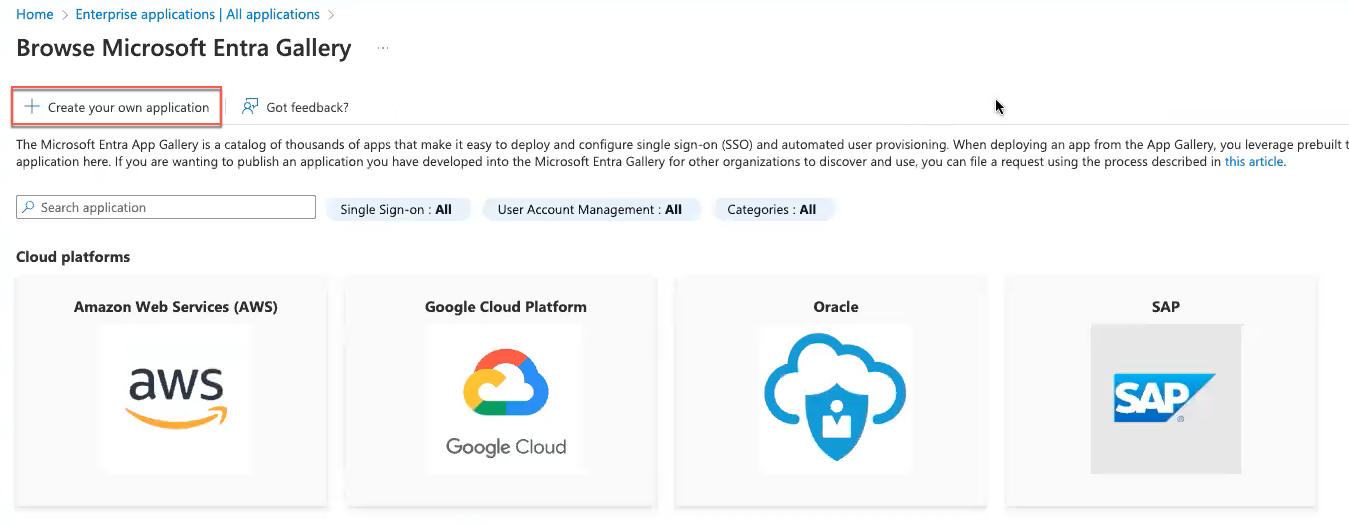 Home > Enterprise applications | All applications >
Browse Microsoft Entra Gallery ...
+ Create your own application Got feedback?
The Microsoft Entra App Gallery is a catalog of thousands of apps that make it easy to deploy and configure single sign-on (SSO) and automated user provisioning. When deploying an app from the App Gallery, you leverage prebuilt
application here. If you are wanting to publish an application you have developed into the Microsoft Entra Gallery for other organizations to discover and use, you can file a request using the process described in this article.
Search application Single Sign-on : All User Account Management : All Categories : All
Cloud platforms
Amazon Web Services (AWS) Google Cloud Platform Oracle SAP
aws Google Cloud SAP®